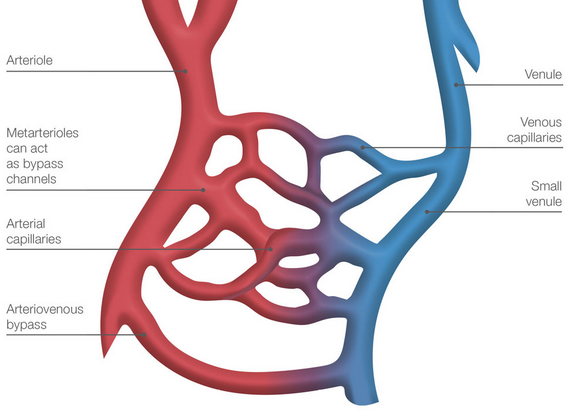 Arteriole
Metarterioles
can act
as bypass
channels
Arterial
capillaries
Arteriovenous
bypass
Venule
Venous
capillaries
Small
venule